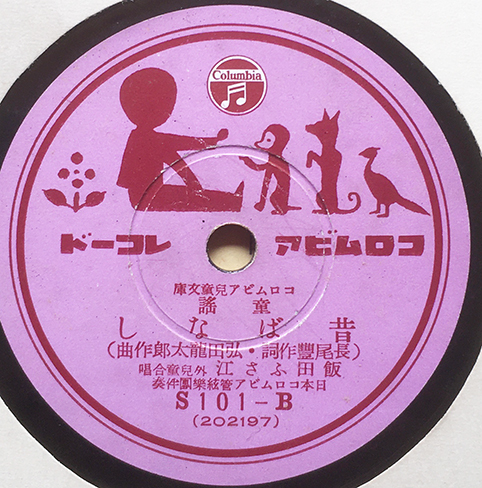 Columbia
コロムビア レコード
コロムビア兒童文庫
童謠
昔ばなし
(長尾豐作詞・弘田龍太郎作曲)
飯田ふさ江 外兒童合唱
日本コロムビア管絃樂團伴奏
S101-B
(202197)